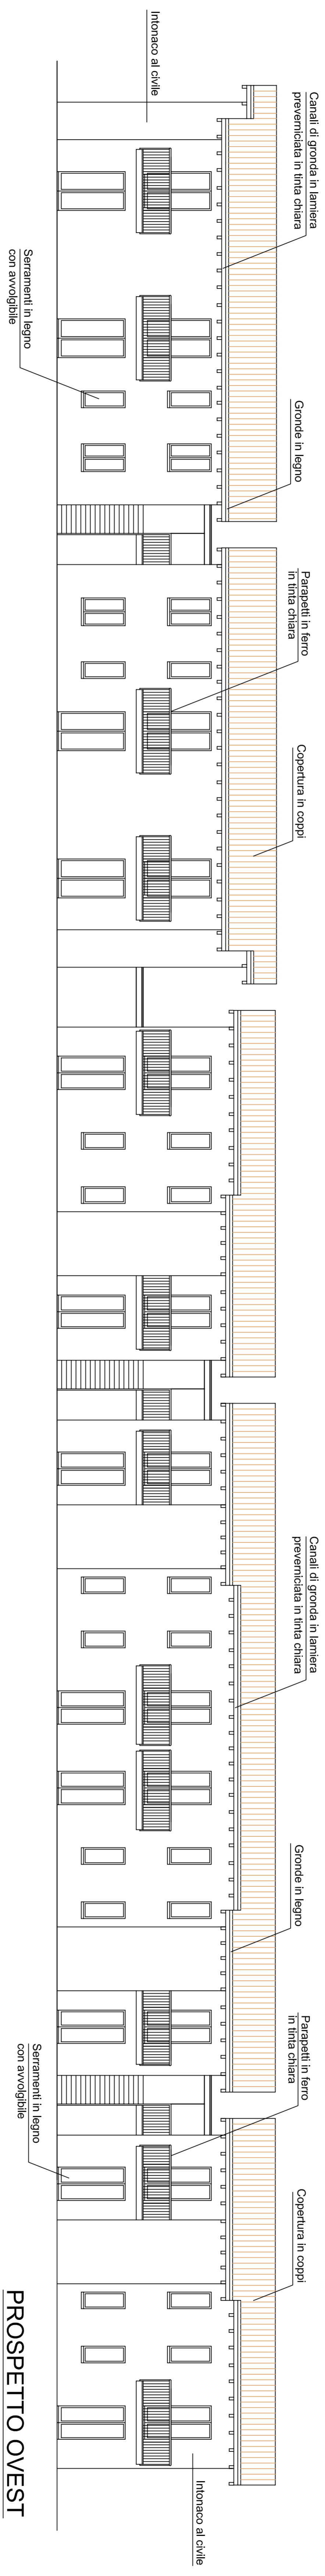 Intonaco al civile
Canali di gronda in lamiera
preverniciata in tinta chiara
Serramenti in legno
con avvolgibile
Gronde in legno
Parapetti in ferro
in tinta chiara
Copertura in coppi
Canali di gronda in lamiera
preverniciata in tinta chiara
Gronde in legno
Parapetti in ferro
in tinta chiara
Serramenti in legno
con avvolgibile
Copertura in coppi
Intonaco al civile
PROSPETTO OVEST